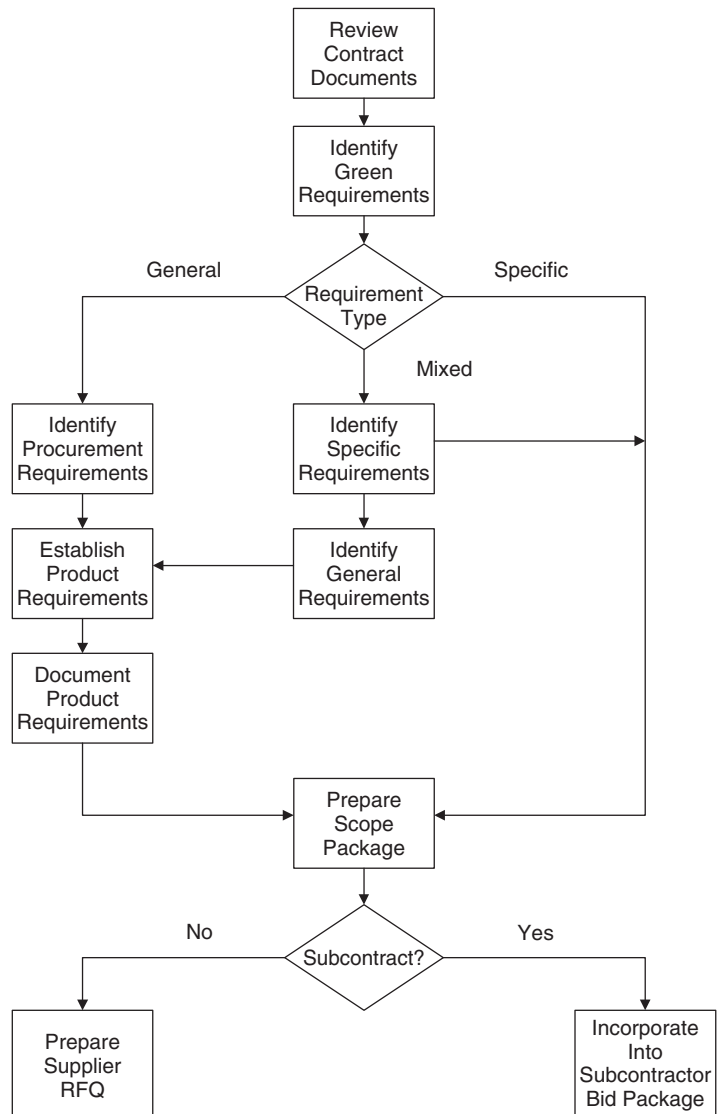 Review
Contract
Documents
Identify
Green
Requirements
General
Specific
Requirement
Type
Mixed
Identify
Procurement
Requirements
Identify
Specific
Requirements
Establish
Product
Requirements
Identify
General
Requirements
Document
Product
Requirements
Prepare
Scope
Package
No
Yes
Subcontract?
Prepare
Supplier
RFQ
Incorporate
Into
Subcontractor
Bid Package